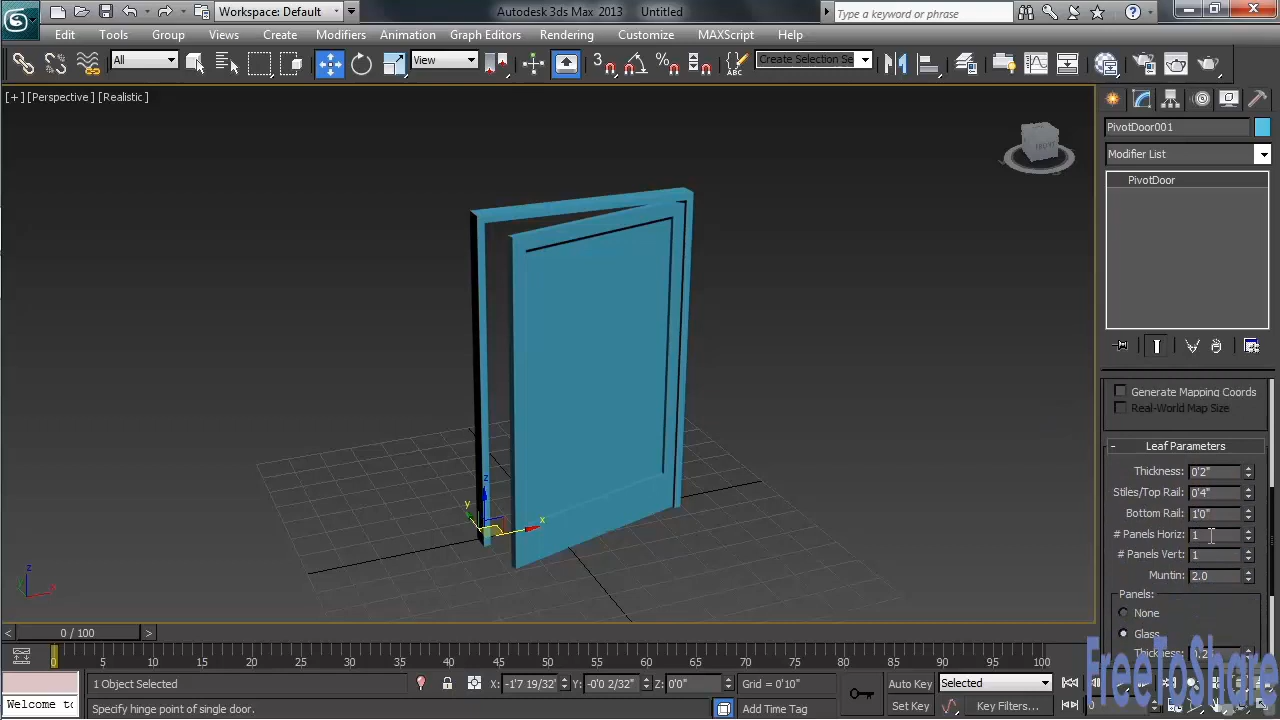 Workspace: Default
Autodesk 3ds Max 2013 Untitled
Type a keyword or phrase
Edit Tools Group Views Create Modifiers Animation Graph Editors Rendering Customize MAXScript Help
All
View
3
Create Selection Se
[+] [Perspective] [Realistic]
FRONT
PivotDoor001
Modifier List
PivotDoor
Generate Mapping Coords
Real-World Map Size
- Leaf Parameters
Thickness: 0'2"
Stiles/Top Rail: 0'4"
Bottom Rail: 1'0"
# Panels Horiz: 1
# Panels Vert: 1
Muntin: 2.0
Panels:
None
Glass
z
y
x
z
< 0 / 100 >
0 5 10 15 20 25 30 35 40 45 50 55 60 65 70 75 80 85 90 95 100
1 Object Selected
X: -1'7 19/32" Y: -0'0 2/32" Z: 0'0"
Grid = 0'10"
Auto Key
Selected
Welcome to
Specify hinge point of single door.
Add Time Tag
Set Key
Key Filters...
FreeToShare